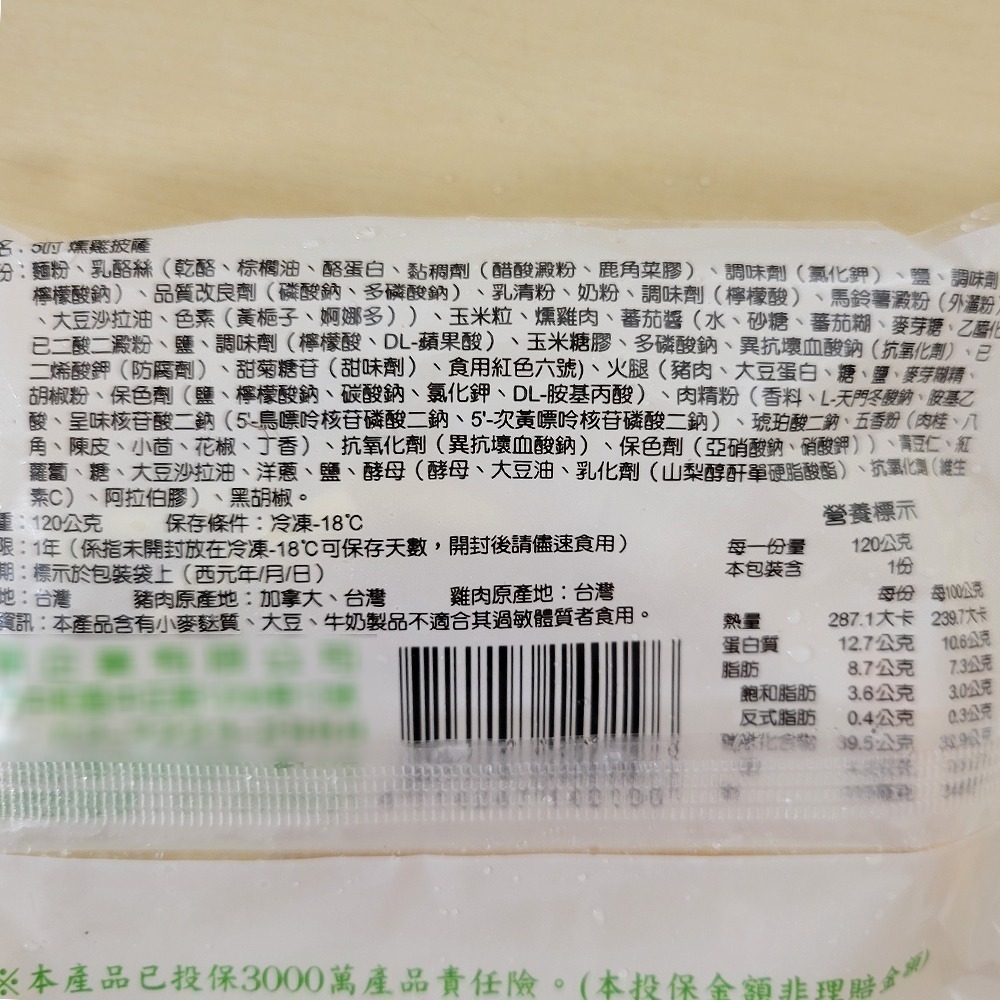 名：5吋 燻雞披薩
份：麵粉、乳酪絲（乾酪、棕櫚油、酪蛋白、黏稠劑（醋酸澱粉、鹿角菜膠）、調味劑（氯化鉀）、鹽、調味劑
檸檬酸鈉）、品質改良劑（磷酸鈉、多磷酸鈉）、乳清粉、奶粉、調味劑（檸檬酸）、馬鈴薯澱粉（外灑粉）
、大豆沙拉油、色素（黃梔子、婀娜多））、玉米粒、燻雞肉、蕃茄醬（水、砂糖、蕃茄糊、麥芽糖、乙醯化
己二酸二澱粉、鹽、調味劑（檸檬酸、DL-蘋果酸）、玉米糖膠、多磷酸鈉、異抗壞血酸鈉（抗氧化劑）、己
二烯酸鉀（防腐劑）、甜菊糖苷（甜味劑）、食用紅色六號）、火腿（豬肉、大豆蛋白、糖、鹽、麥芽糊精、
胡椒粉、保色劑（鹽、檸檬酸鈉、碳酸鈉、氯化鉀、DL-胺基丙酸）、肉精粉（香料、L-天門冬酸鈉、胺基乙
酸、呈味核苷酸二鈉（5'-鳥嘌呤核苷磷酸二鈉、5'-次黃嘌呤核苷磷酸二鈉）、琥珀酸二鈉、五香粉（肉桂、八
角、陳皮、小茴、花椒、丁香）、抗氧化劑（異抗壞血酸鈉）、保色劑（亞硝酸鈉、硝酸鉀））、青豆仁、紅
蘿蔔、糖、大豆沙拉油、洋蔥、鹽、酵母（酵母、大豆油、乳化劑（山梨醇酐單硬脂酸酯）、抗氧化劑（維生
素C）、阿拉伯膠）、黑胡椒。
重：120公克 保存條件：冷凍-18℃
限：1年（係指未開封放在冷凍-18℃可保存天數，開封後請儘速食用）
期：標示於包裝袋上（西元年/月/日）
地：台灣 豬肉原產地：加拿大、台灣 雞肉原產地：台灣
資訊：本產品含有小麥麩質、大豆、牛奶製品不適合其過敏體質者食用。
營養標示
每一份量 120公克
本包裝含 1份
每份 每100公克
熱量 287.1大卡 239.7大卡
蛋白質 12.7公克 10.6公克
脂肪 8.7公克 7.3公克
飽和脂肪 3.6公克 3.0公克
反式脂肪 0.4公克 0.3公克
碳水化合物 39.5公克 32.9公克
※本產品已投保3000萬產品責任險。(本投保金額非理賠金額)